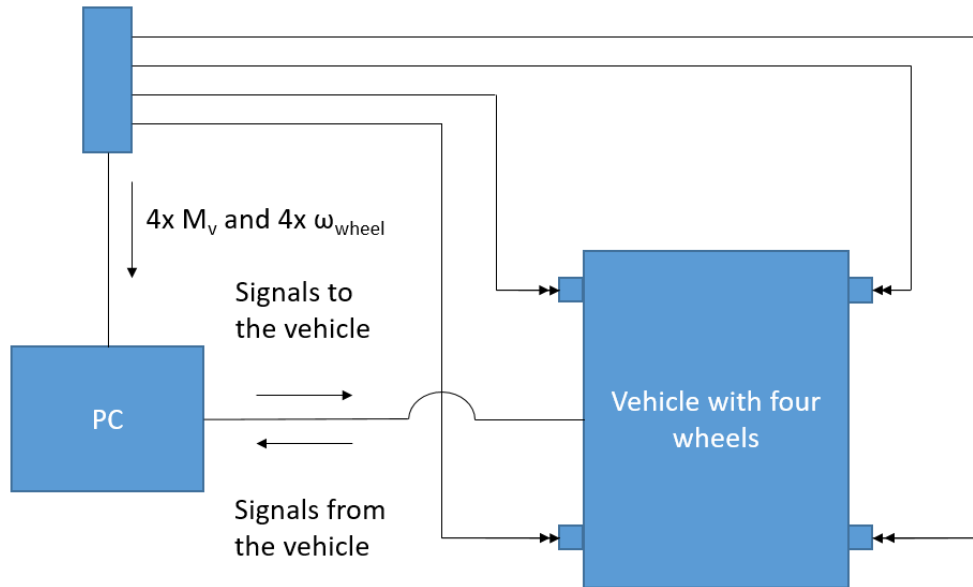 4x Mv and 4x ωwheel
Signals to
the vehicle
PC
Vehicle with four
wheels
Signals from
the vehicle